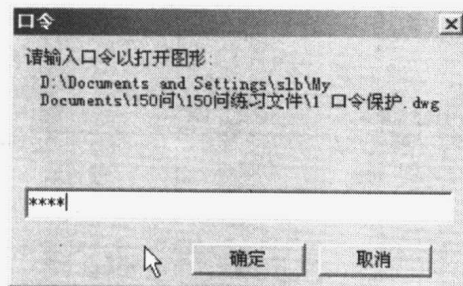 口令
请输入口令以打开图形:
D:\Documents and Settings\slb\My
Documents\150问\150问练习文件\1 口令保护.dwg
****
确定
取消